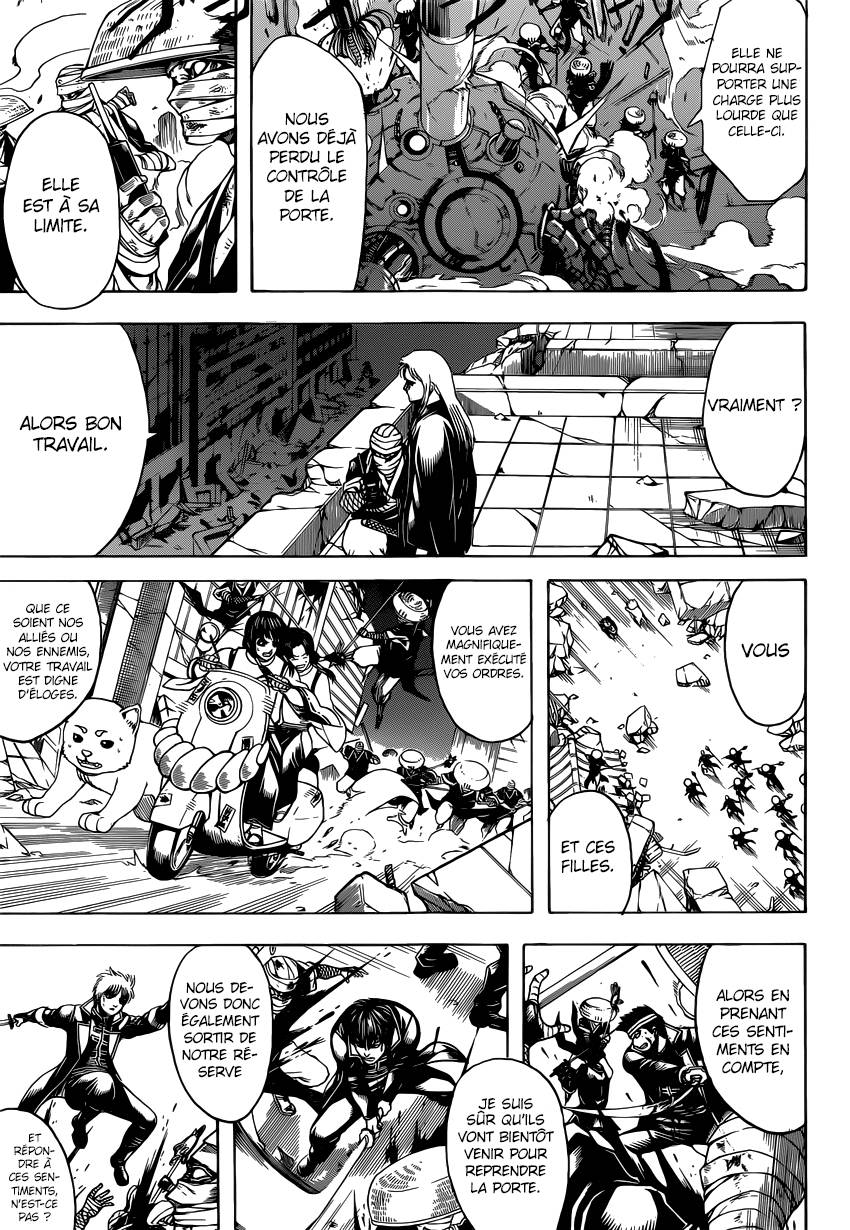 ELLE NE
POURRA SUP-
PORTER UNE
CHARGE PLUS
LOURDE QUE
CELLE-CI.
NOUS
AVONS DÉJÀ
PERDU LE
CONTRÔLE
DE LA
PORTE.
ELLE
EST À SA
LIMITE.
VRAIMENT ?
ALORS BON
TRAVAIL.
VOUS
ET CES
FILLES.
VOUS AVEZ
MAGNIFIQUE-
MENT EXÉCUTÉ
VOS ORDRES.
QUE CE
SOIENT NOS
ALLIÉS OU
NOS ENNEMIS,
VOTRE TRAVAIL
EST DIGNE
D'ÉLOGES.
ALORS EN
PRENANT
CES SENTI-
MENTS EN
COMPTE,
JE SUIS
SÛR QU'ILS
VONT BIENTÔT
VENIR POUR
REPRENDRE
LA PORTE.
NOUS DE-
VONS DONC
ÉGALEMENT
SORTIR DE
NOTRE RÉ-
SERVE
ET
RÉPON-
DRE À
CES SEN-
TIMENTS,
N'EST-CE
PAS ?